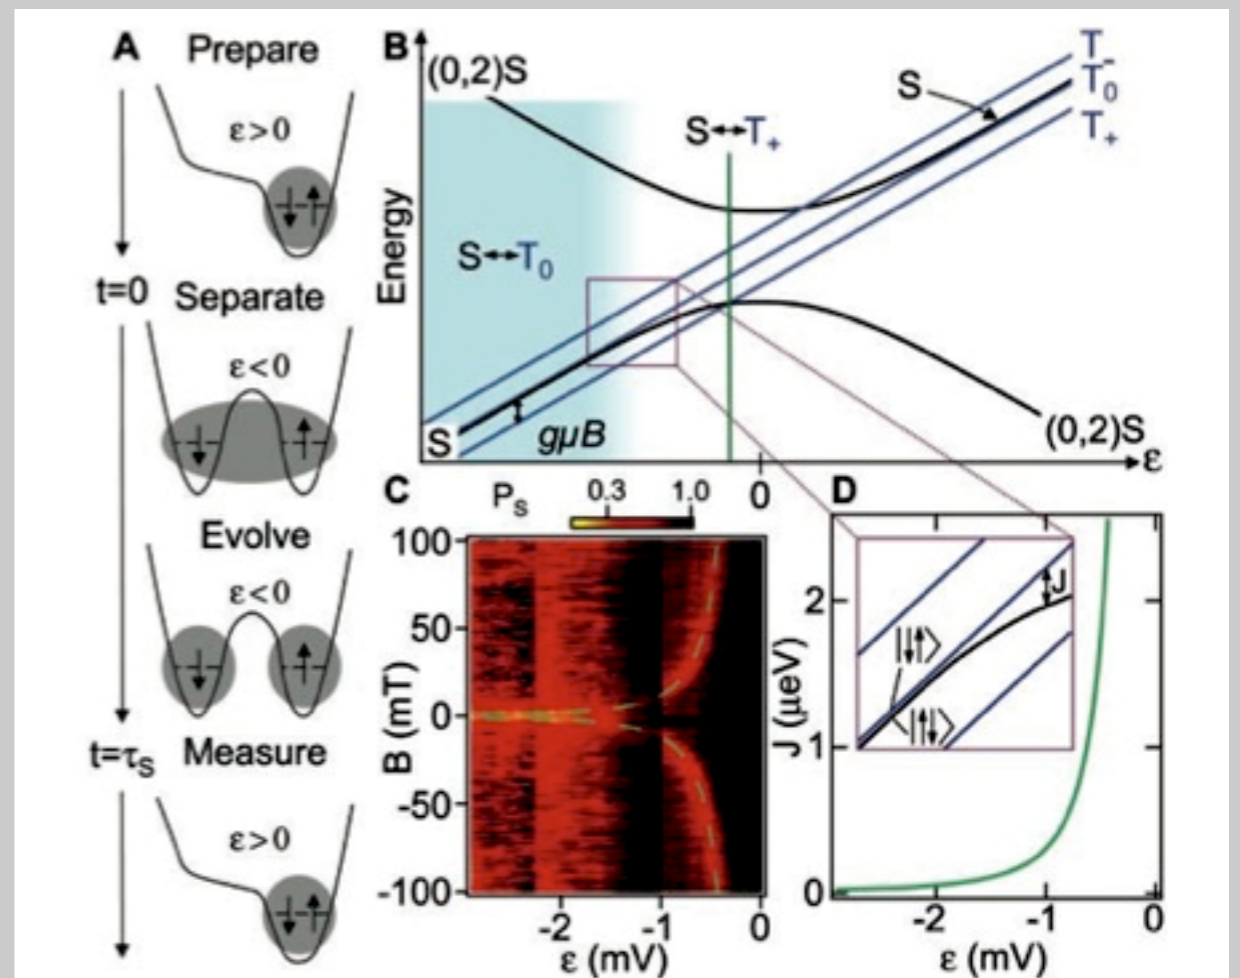 A
Prepare
ε>0
t=0
Separate
ε<0
Evolve
ε<0
t=τS
Measure
ε>0
B
(0,2)S
S
T-
T0
T+
S↔T+
S↔T0
Energy
S
gμB
(0,2)S
ε
0
C
PS
0.3
1.0
100
50
0
-50
-100
B (mT)
-2
-1
0
ε (mV)
D
J
|↓↑⟩
|↑↓⟩
2
1
0
J (μeV)
-2
-1
0
ε (mV)